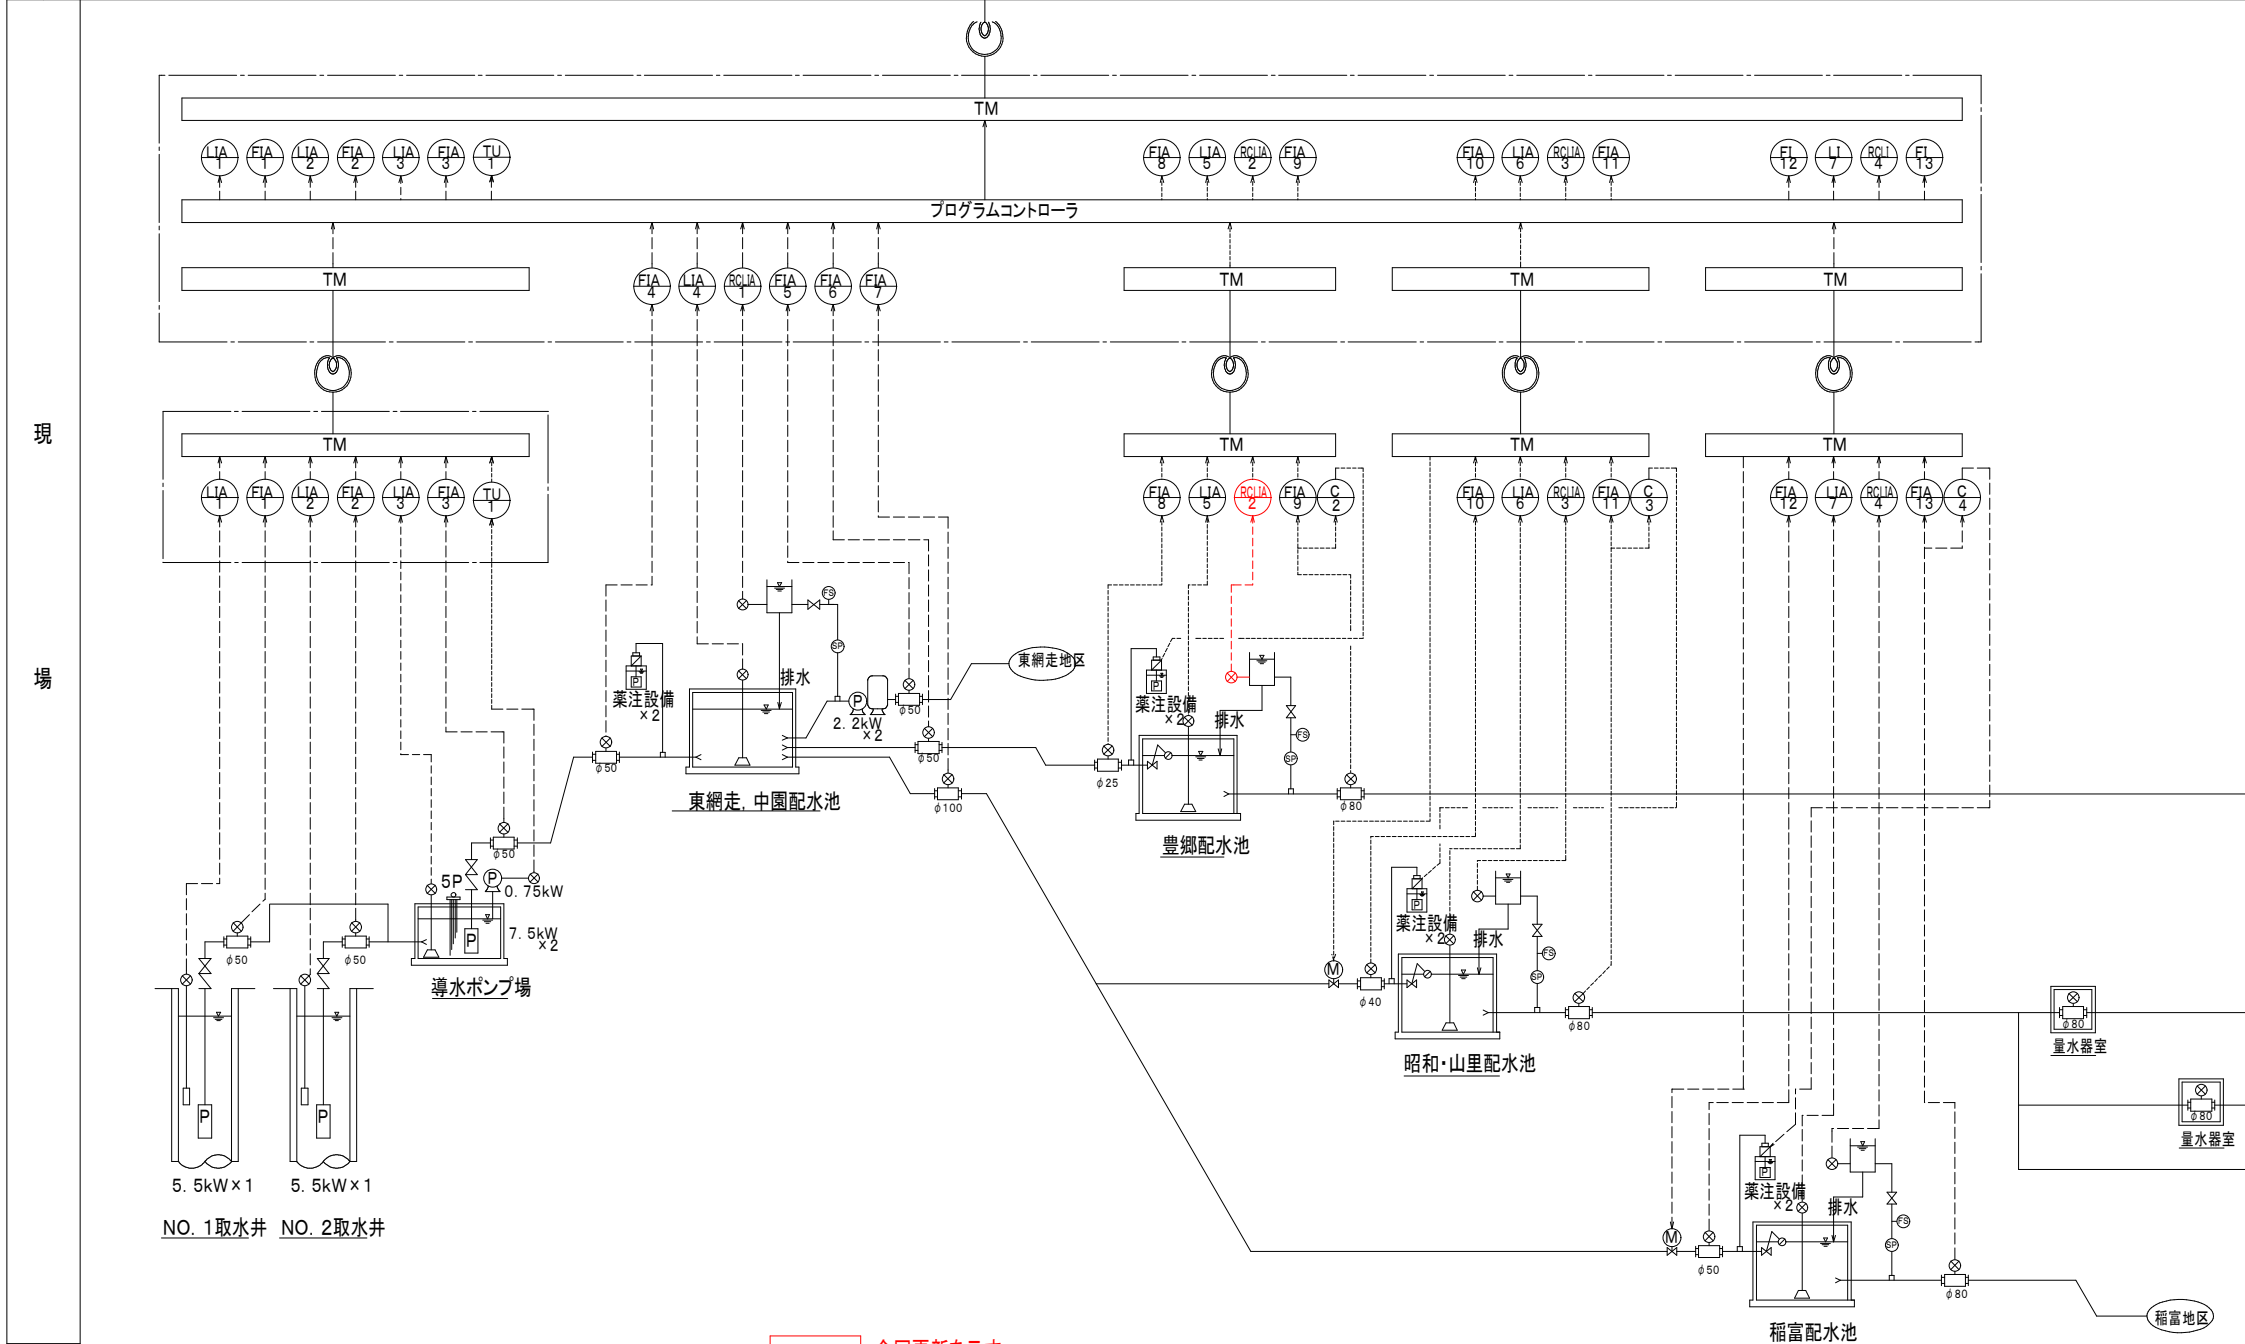 現
場
TM
LIA
1
FIA
1
LIA
2
FIA
2
LIA
3
FIA
3
TU
1
FIA
8
LIA
5
RCLIA
2
FIA
9
FIA
10
LIA
6
RCLIA
3
FIA
11
FI
12
LI
7
RCLI
4
FI
13
プログラムコントローラ
TM
FIA
4
LIA
4
RCLIA
1
FIA
5
FIA
6
FIA
7
TM
TM
TM
TM
LIA
1
FIA
1
LIA
2
FIA
2
LIA
3
FIA
3
TU
1
TM
FIA
8
LIA
5
RCLIA
2
FIA
9
C
2
TM
FIA
10
LIA
6
RCLIA
3
FIA
11
C
3
TM
FIA
12
LIA
7
RCLIA
4
FIA
13
C
4
FS
SP
排水
P
薬注設備
×2
P
2.2kW
×2
φ50
東網走地区
φ50
φ50
φ100
東網走,中園配水池
P
薬注設備
×2
排水
FS
SP
φ25
φ80
豊郷配水池
φ50
5P
P
0.75kW
P
7.5kW
×2
導水ポンプ場
φ50
φ50
P
P
5.5kW×1
5.5kW×1
NO.1取水井
NO.2取水井
P
薬注設備
×2
排水
FS
SP
M
φ40
φ80
昭和・山里配水池
φ80
量水器室
φ80
量水器室
P
薬注設備
×2
排水
FS
SP
M
φ50
φ80
稲富配水池
稲富地区